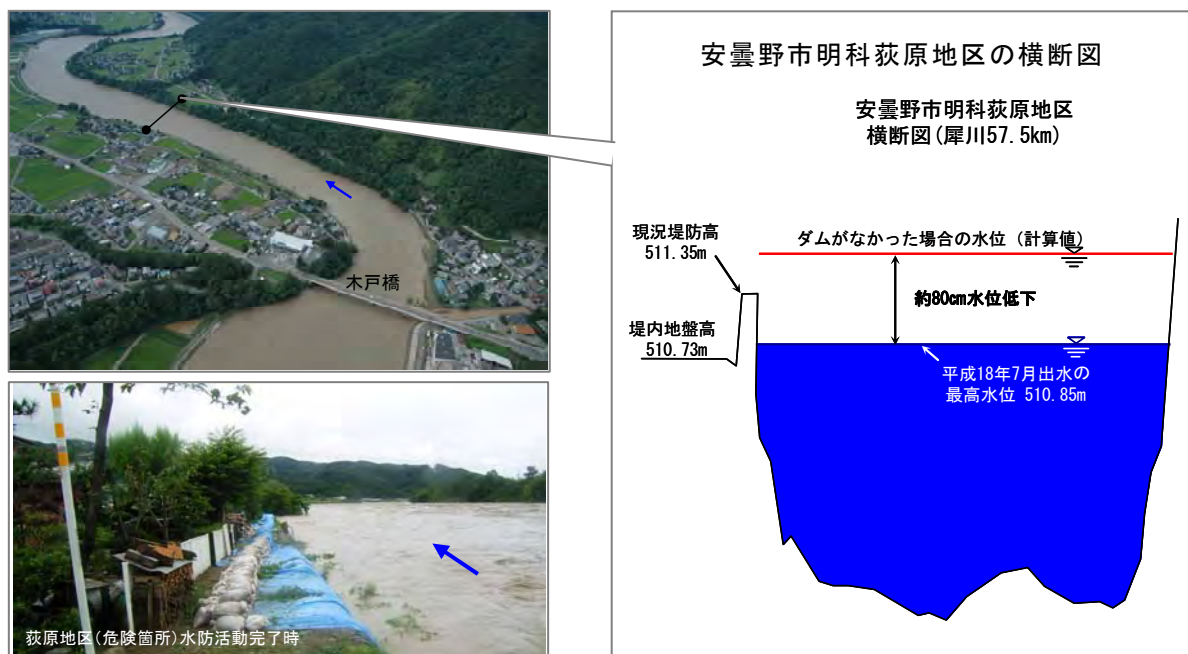 木戸橋
荻原地区(危険箇所)水防活動完了時
安曇野市明科荻原地区の横断図
安曇野市明科荻原地区
横断図(犀川57.5km)
現況堤防高
511.35m
ダムがなかった場合の水位 (計算値)
約80cm水位低下
堤内地盤高
510.73m
平成18年7月出水の
最高水位 510.85m